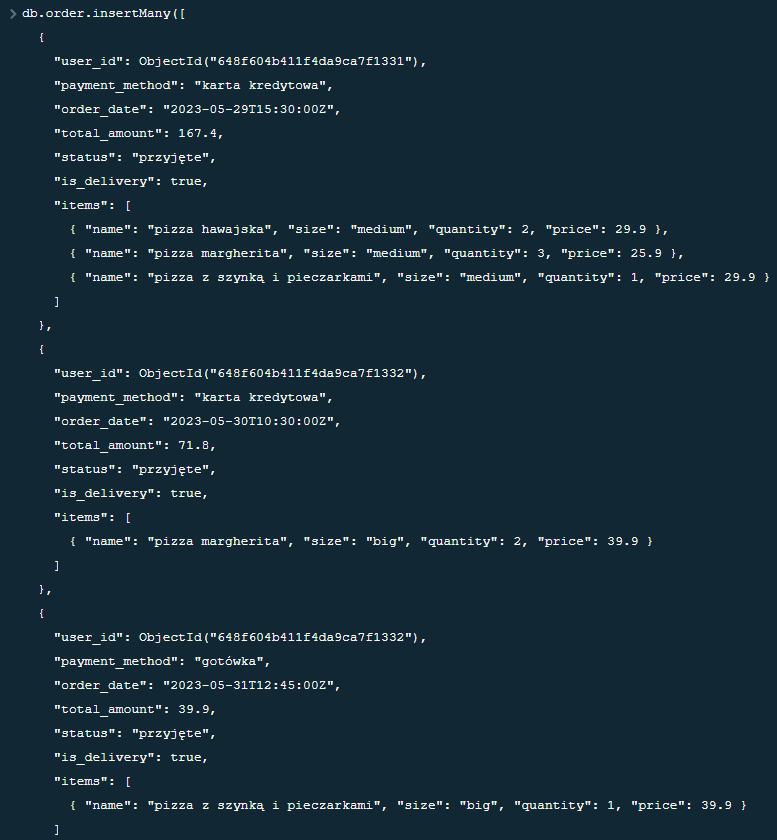 > db.order.insertMany([
{
"user_id": ObjectId("648f604b411f4da9ca7f1331"),
"payment_method": "karta kredytowa",
"order_date": "2023-05-29T15:30:00Z",
"total_amount": 167.4,
"status": "przyjęte",
"is_delivery": true,
"items": [
{ "name": "pizza hawajska", "size": "medium", "quantity": 2, "price": 29.9 },
{ "name": "pizza margherita", "size": "medium", "quantity": 3, "price": 25.9 },
{ "name": "pizza z szynką i pieczarkami", "size": "medium", "quantity": 1, "price": 29.9 }
]
},
{
"user_id": ObjectId("648f604b411f4da9ca7f1332"),
"payment_method": "karta kredytowa",
"order_date": "2023-05-30T10:30:00Z",
"total_amount": 71.8,
"status": "przyjęte",
"is_delivery": true,
"items": [
{ "name": "pizza margherita", "size": "big", "quantity": 2, "price": 39.9 }
]
},
{
"user_id": ObjectId("648f604b411f4da9ca7f1332"),
"payment_method": "gotówka",
"order_date": "2023-05-31T12:45:00Z",
"total_amount": 39.9,
"status": "przyjęte",
"is_delivery": true,
"items": [
{ "name": "pizza z szynką i pieczarkami", "size": "big", "quantity": 1, "price": 39.9 }
]